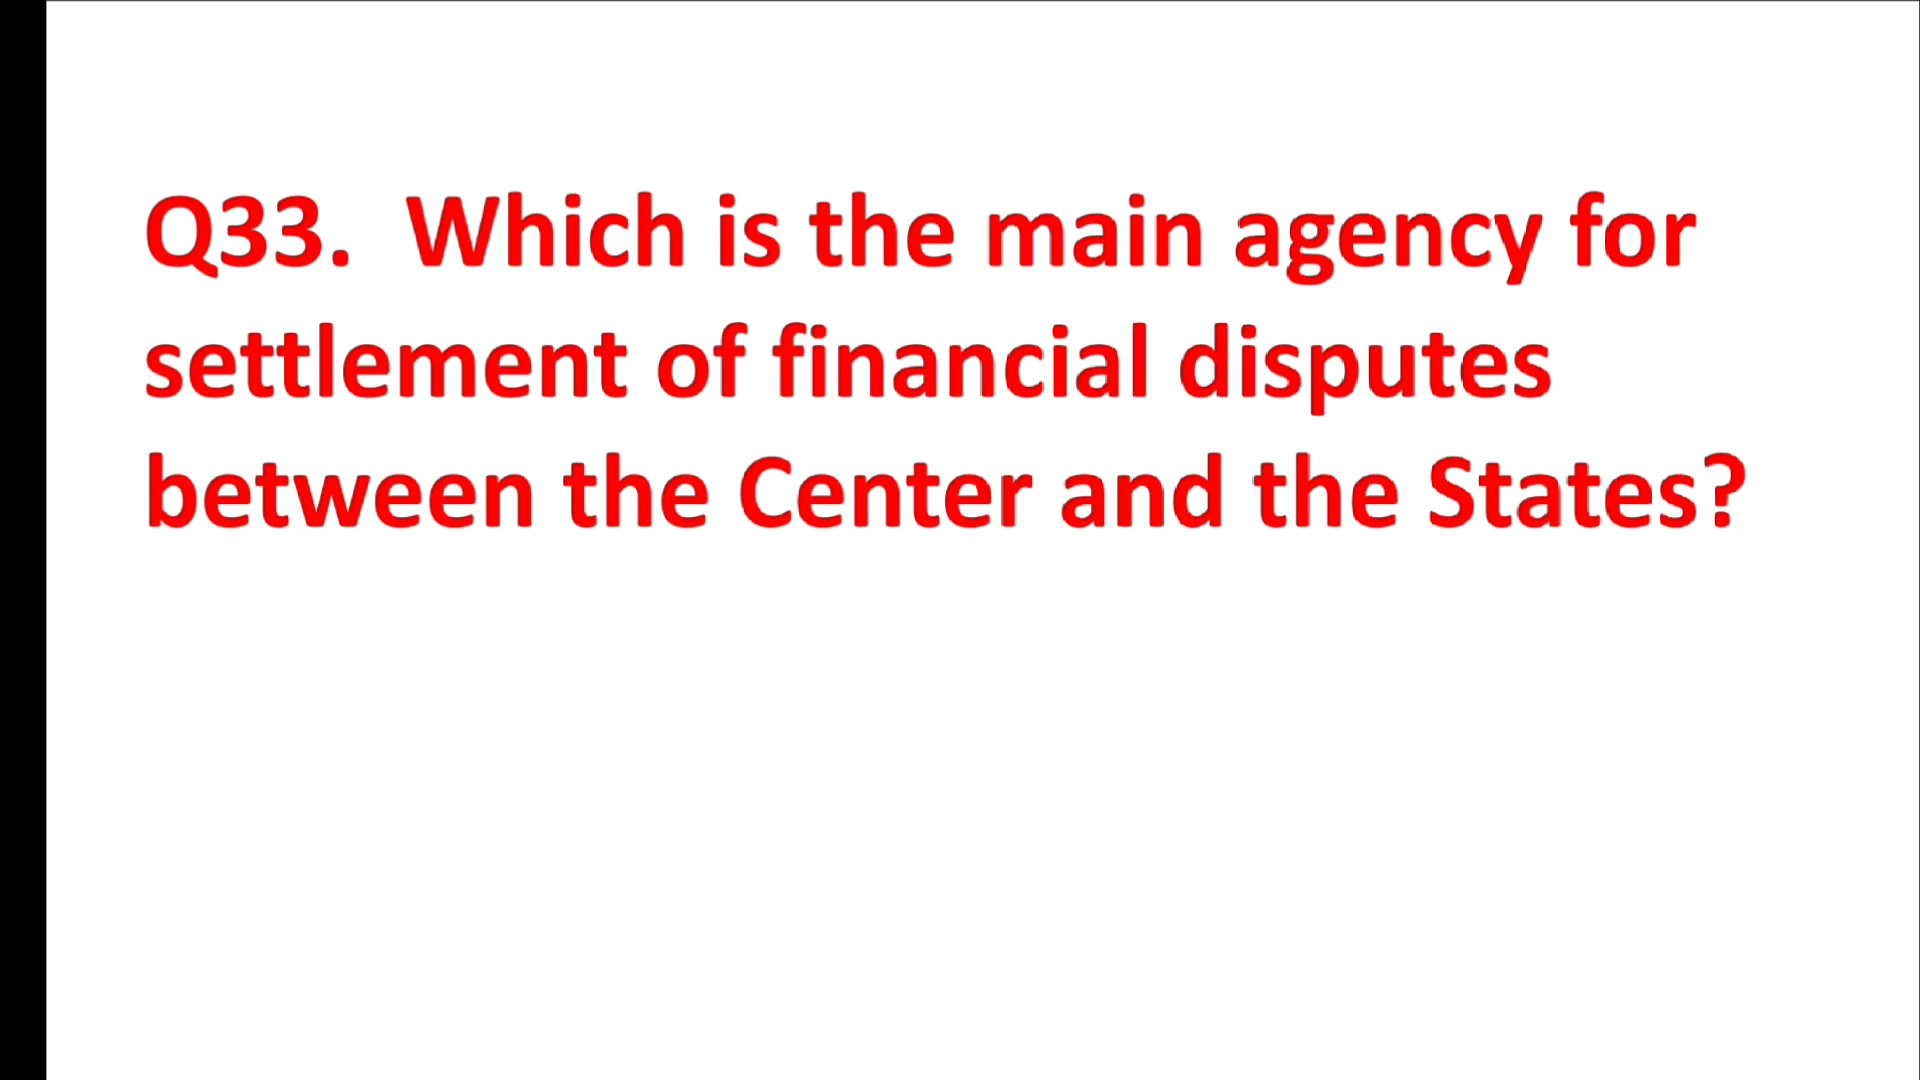 Q33.  Which is the main agency for
settlement of financial disputes
between the Center and the States?